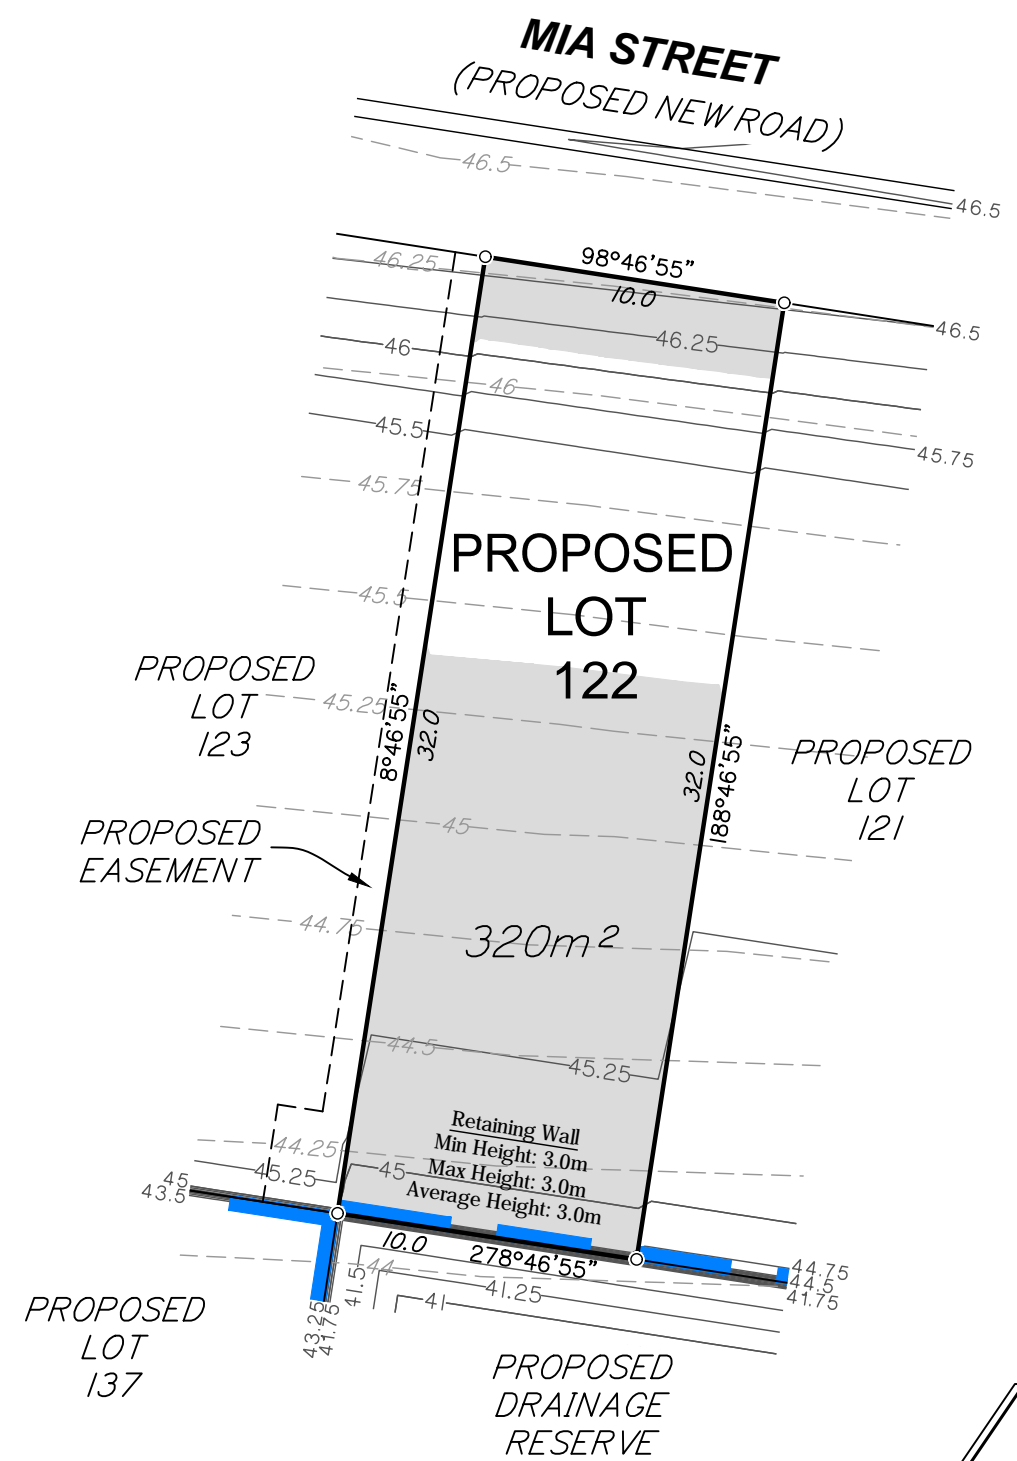 MIA STREET
(PROPOSED NEW ROAD)
46.5
46.5
98°46'55"
46.25
10.0
46.5
46.25
46
46
45.5
45.75
45.75
PROPOSED
LOT
122
45.5
PROPOSED
LOT
123
45.25
8°46'55"
32.0
32.0
188°46'55"
PROPOSED
LOT
121
45
PROPOSED
EASEMENT
44.75
320m²
44.5
45.25
Retaining Wall
Min Height: 3.0m
Max Height: 3.0m
Average Height: 3.0m
44.25
45.25
45
45
43.5
10.0
278°46'55"
44
44.75
44.5
41.75
41.5
41.25
41
43.25
41.75
PROPOSED
LOT
137
PROPOSED
DRAINAGE
RESERVE